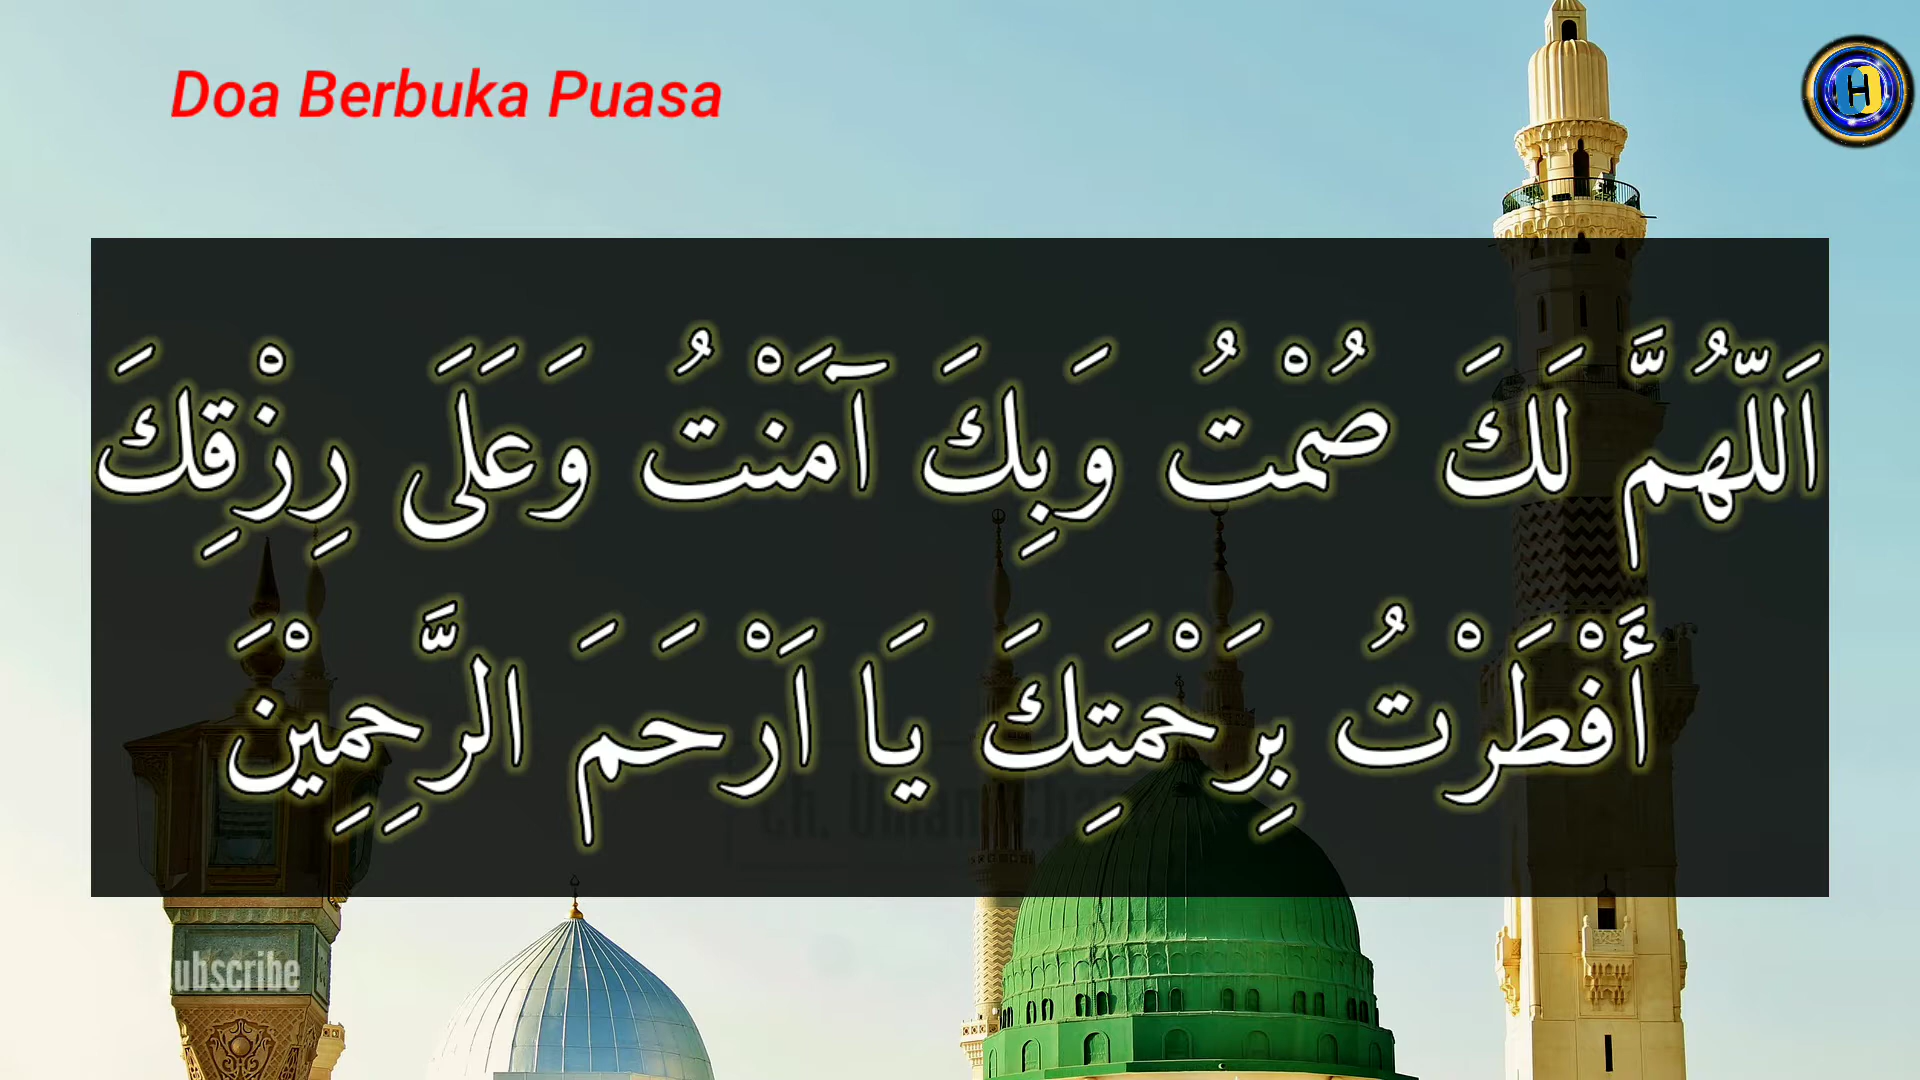 Doa Berbuka Puasa
H
اَللّهُمَّ لَكَ صُمْتُ وَبِكَ آمَنْتُ وَعَلَى رِزْقِكَ
أَفْطَرْتُ بِرَحْمَتِكَ يَا اَرْحَمَ الرَّحِمِيْنَ
ubscribe